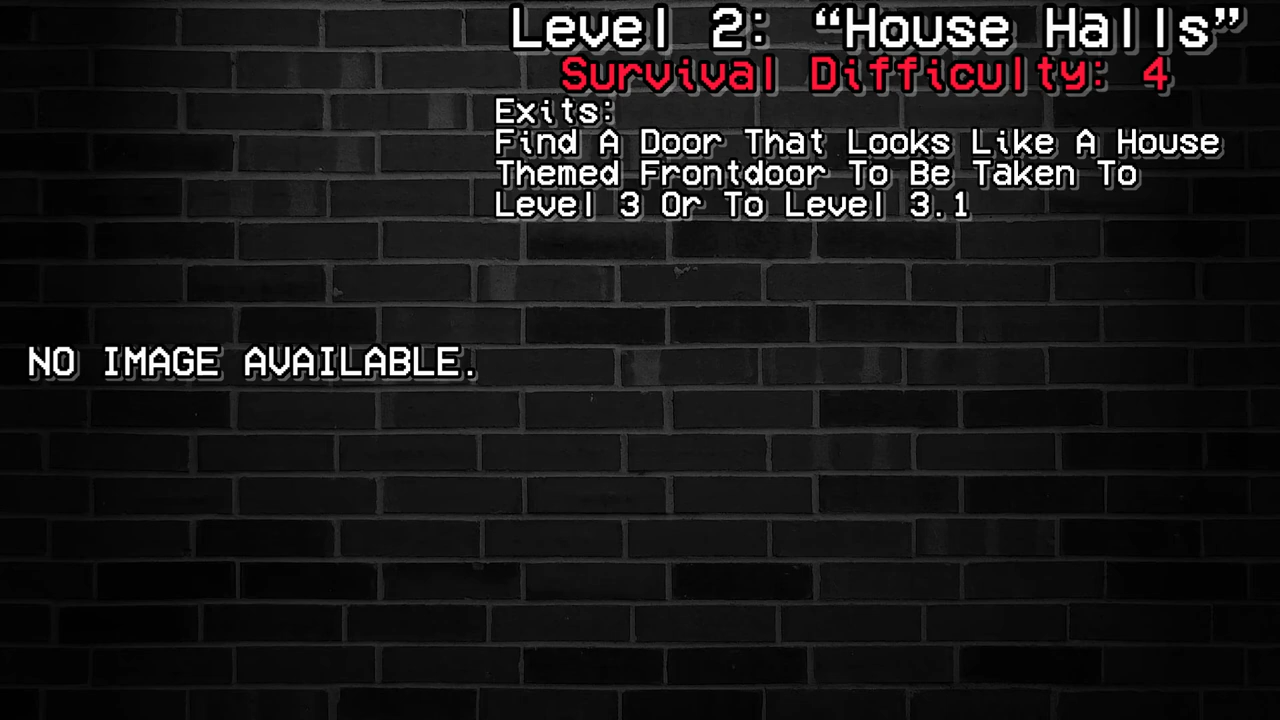 Level 2: “House Halls”
Survival Difficulty: 4
Exits:
Find A Door That Looks Like A House
Themed Frontdoor To Be Taken To
Level 3 Or To Level 3.1
NO IMAGE AVAILABLE.